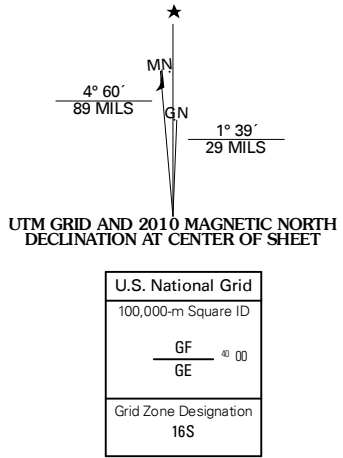 ★
MN
4° 60´
89 MILS
GN
1° 39´
29 MILS
UTM GRID AND 2010 MAGNETIC NORTH
DECLINATION AT CENTER OF SHEET
U.S. National Grid
100,000-m Square ID
GF
40 00
GE
Grid Zone Designation
16S